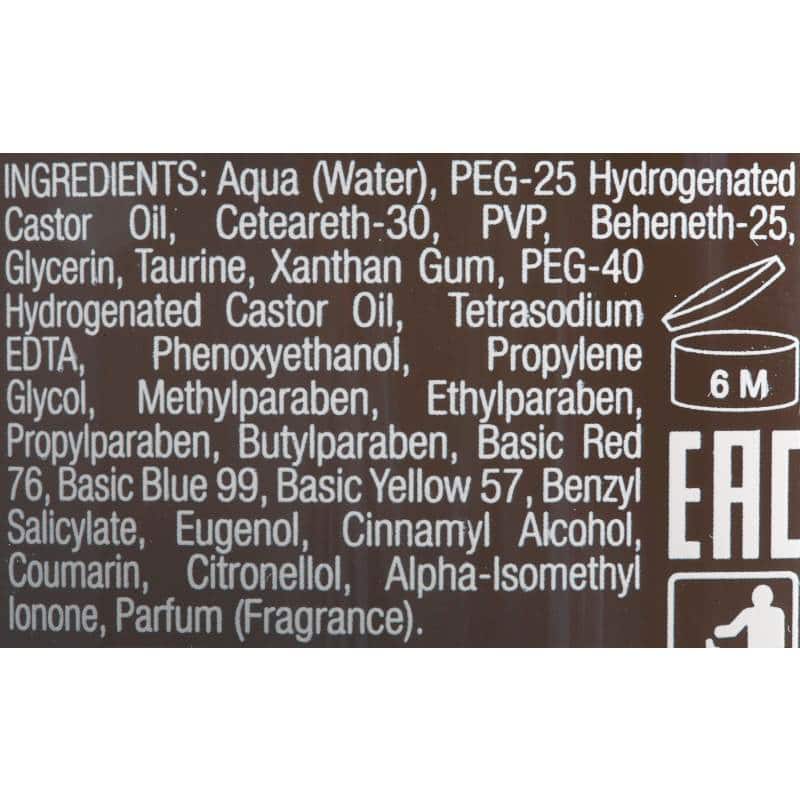 INGREDIENTS: Aqua (Water), PEG-25 Hydrogenated
Castor Oil, Ceteareth-30, PVP, Beheneth-25,
Glycerin, Taurine, Xanthan Gum, PEG-40
Hydrogenated Castor Oil, Tetrasodium
EDTA, Phenoxyethanol, Propylene
Glycol, Methylparaben, Ethylparaben,
Propylparaben, Butylparaben, Basic Red
76, Basic Blue 99, Basic Yellow 57, Benzyl
Salicylate, Eugenol, Cinnamyl Alcohol,
Coumarin, Citronellol, Alpha-Isomethyl
Ionone, Parfum (Fragrance).
6 M
EAC